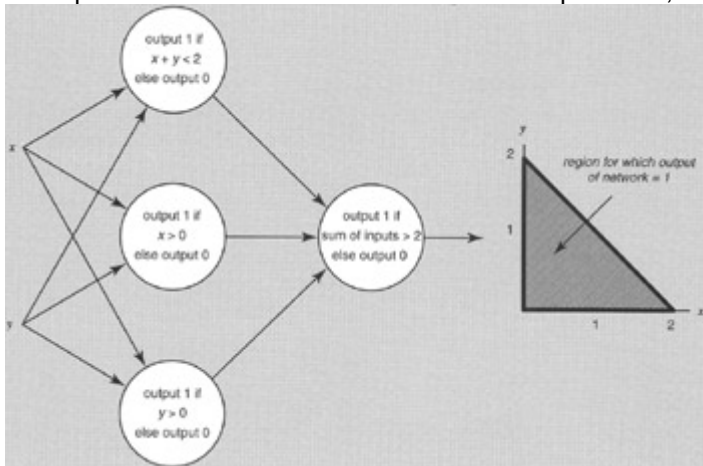 output 1 if
x + y < 2
else output 0
x
output 1 if
x > 0
else output 0
output 1 if
sum of inputs > 2
else output 0
y
output 1 if
y > 0
else output 0
y
2
region for which output
of network = 1
1
1
2
x